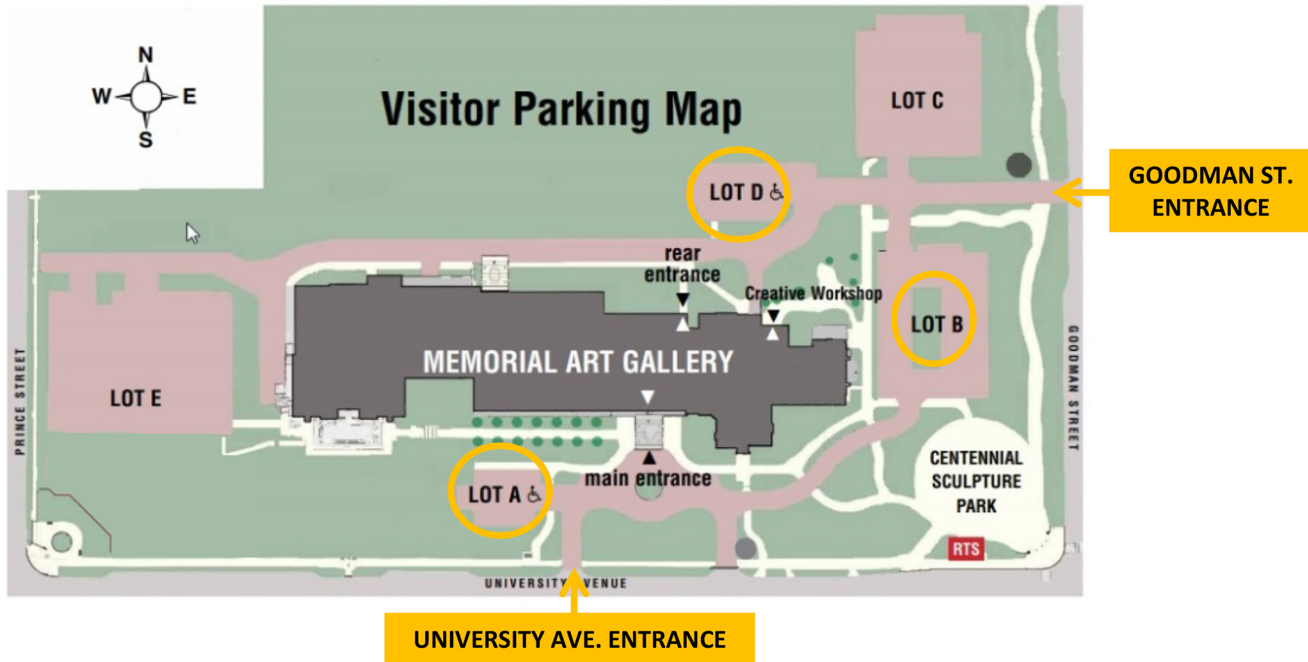 N
W E
S
Visitor Parking Map
LOT C
LOT D
GOODMAN ST.
ENTRANCE
rear
entrance
Creative Workshop
LOT B
MEMORIAL ART GALLERY
LOT E
PRINCE STREET
GOODMAN STREET
CENTENNIAL
SCULPTURE
PARK
main entrance
LOT A
RTS
UNIVERSITY AVENUE
UNIVERSITY AVE. ENTRANCE